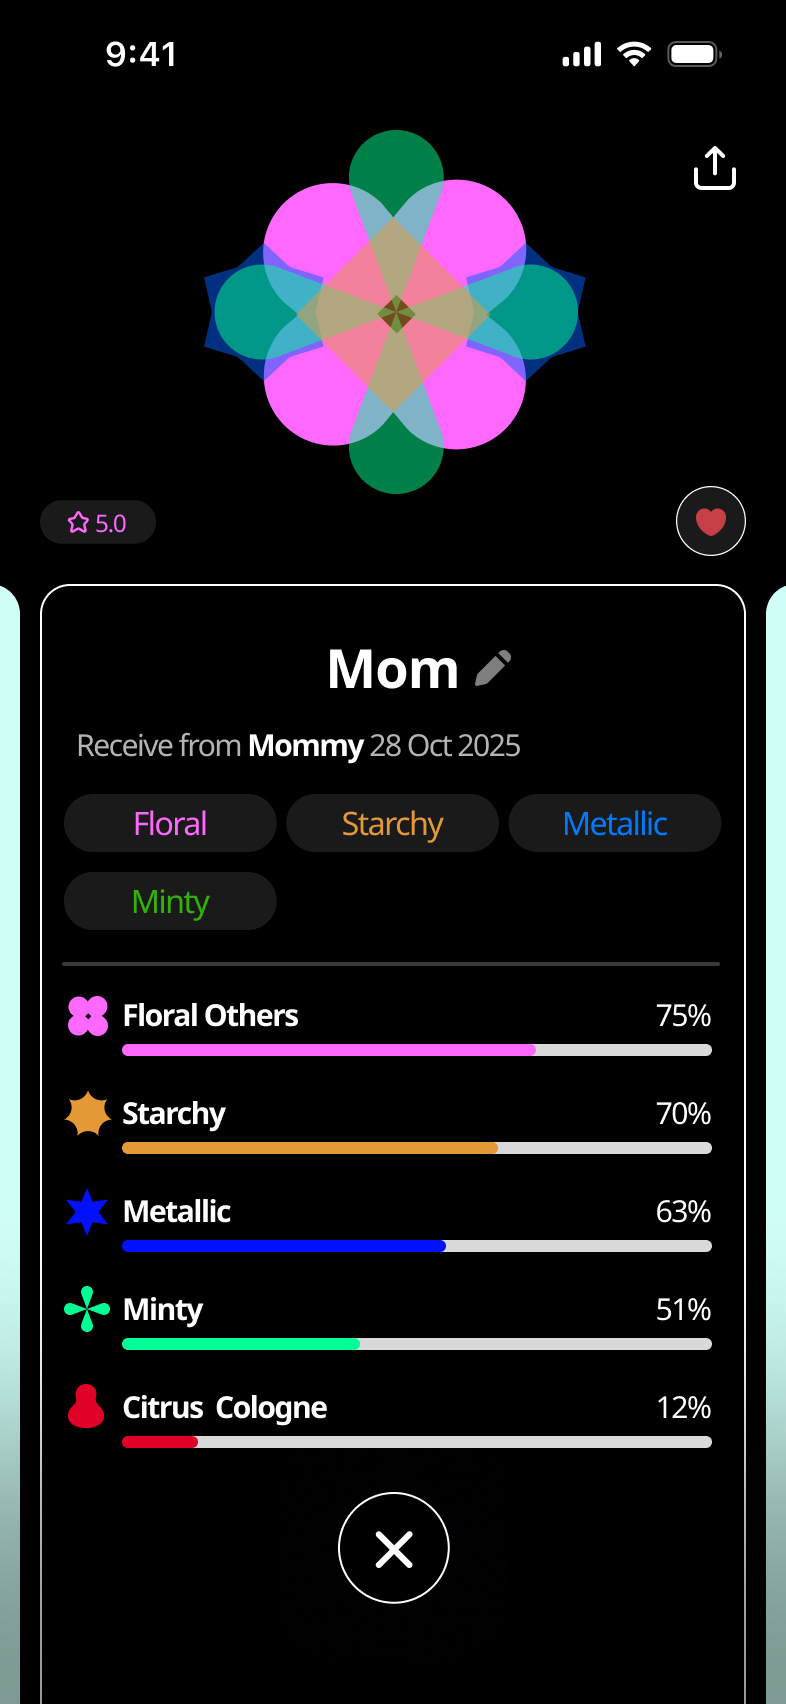 9:41
5.0
Mom
Receive from Mommy 28 Oct 2025
Floral Starchy Metallic
Minty
Floral Others 75%
Starchy 70%
Metallic 63%
Minty 51%
Citrus Cologne 12%